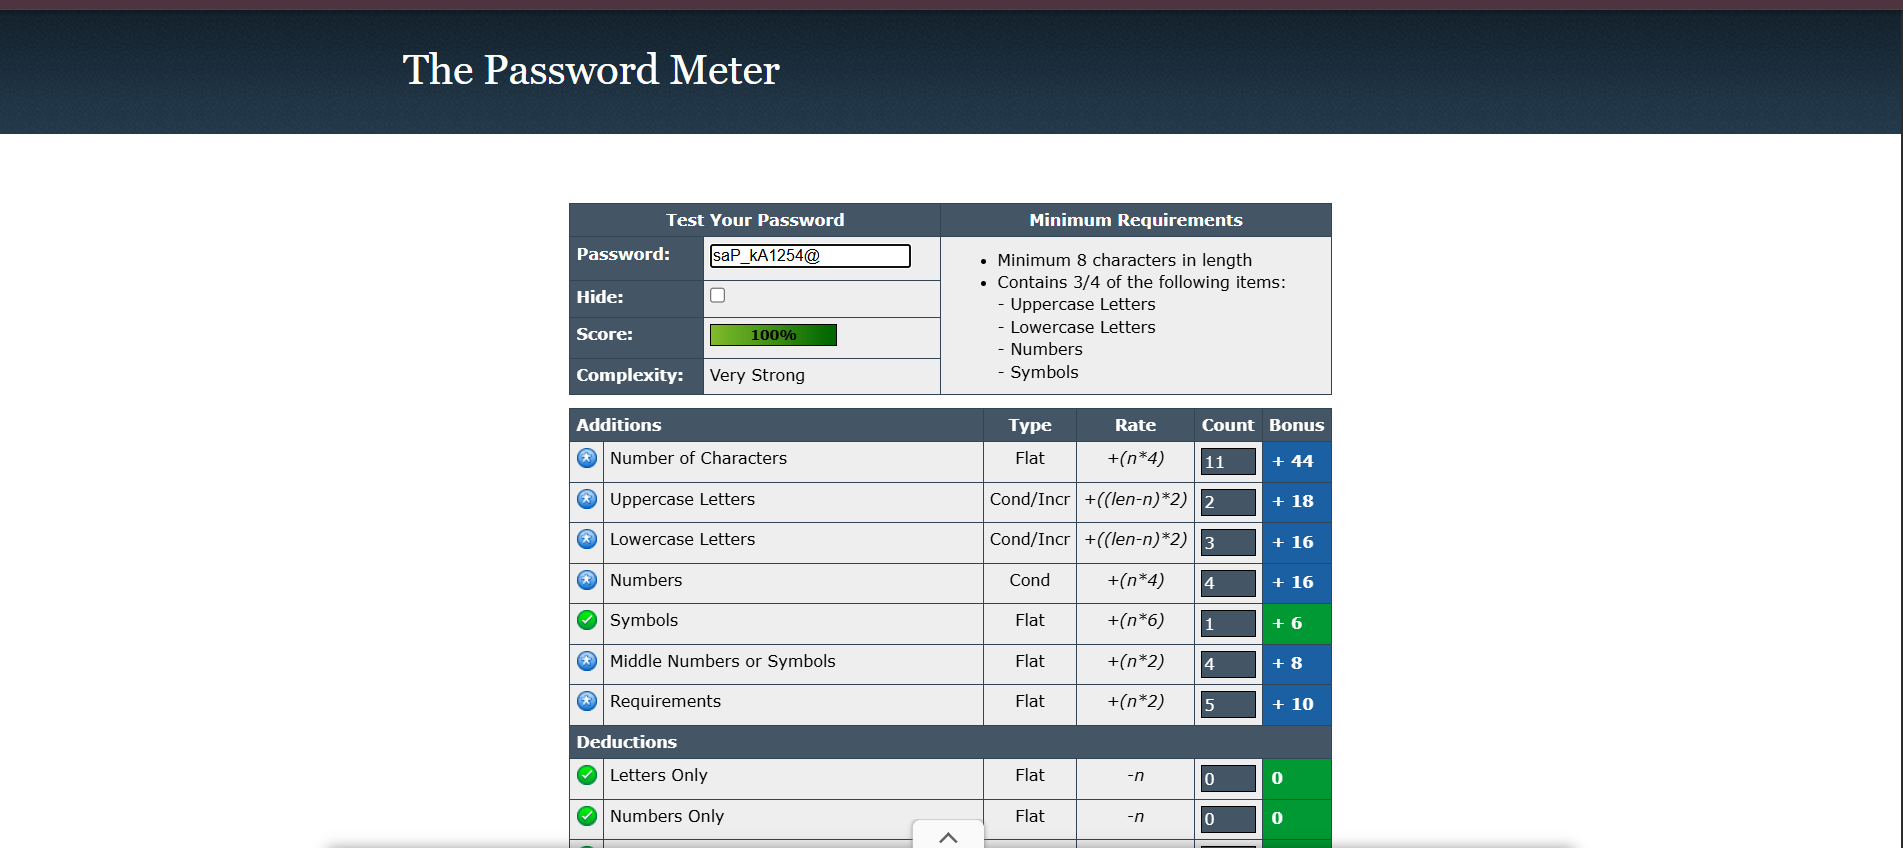 The Password Meter
Test Your Password Minimum Requirements
Password: saP_kA1254@
Hide:
Score: 100%
Complexity: Very Strong
• Minimum 8 characters in length
• Contains 3/4 of the following items:
- Uppercase Letters
- Lowercase Letters
- Numbers
- Symbols
Additions Type Rate Count Bonus
Number of Characters Flat +(n*4) 11 + 44
Uppercase Letters Cond/Incr +((len-n)*2) 2 + 18
Lowercase Letters Cond/Incr +((len-n)*2) 3 + 16
Numbers Cond +(n*4) 4 + 16
Symbols Flat +(n*6) 1 + 6
Middle Numbers or Symbols Flat +(n*2) 4 + 8
Requirements Flat +(n*2) 5 + 10
Deductions
Letters Only Flat -n 0 0
Numbers Only Flat -n 0 0